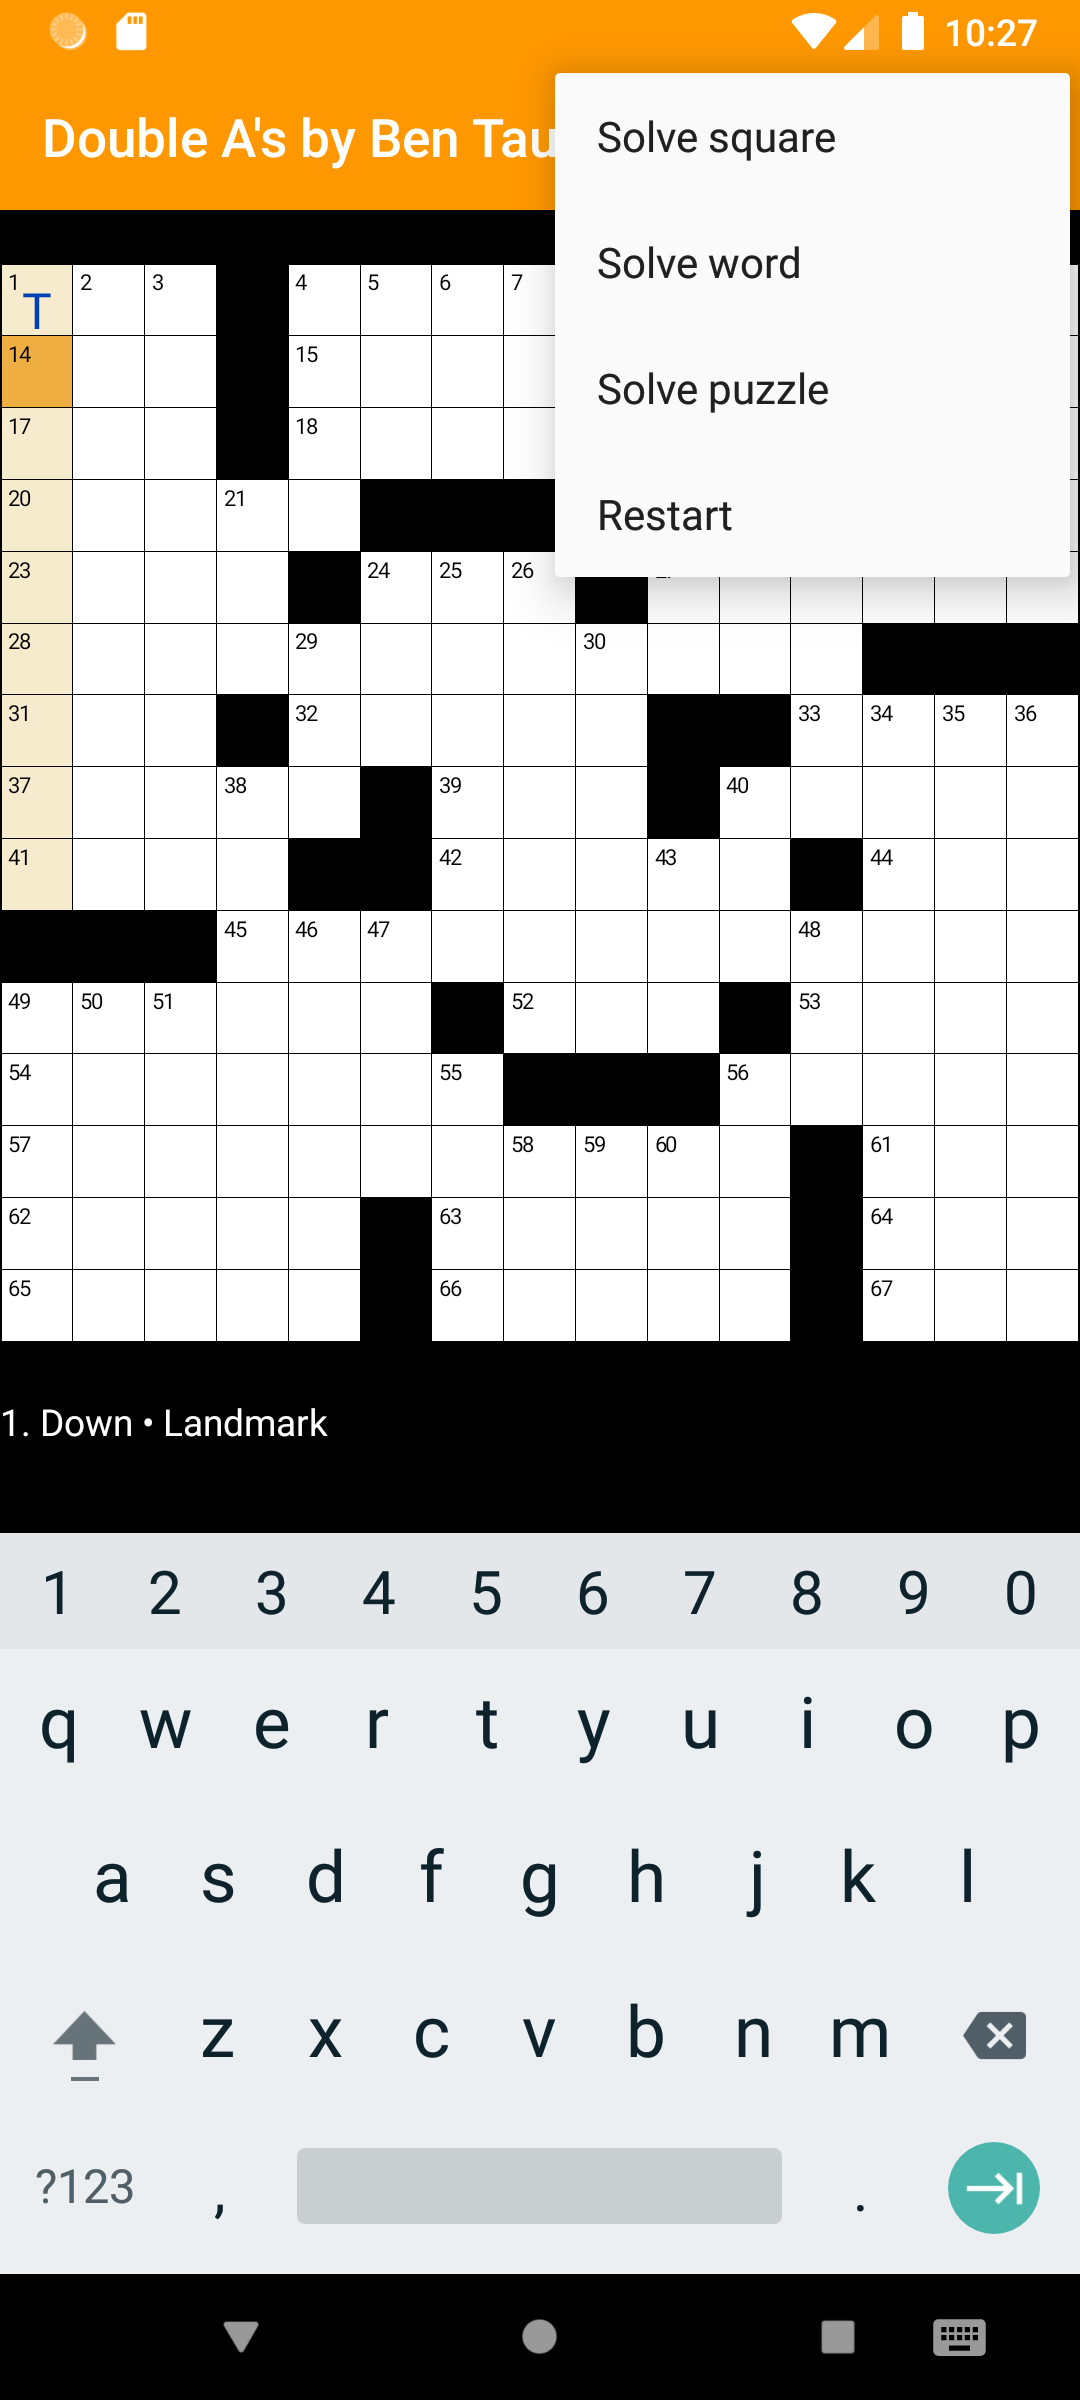 10:27
Double A's by Ben Tau
Solve square
Solve word
Solve puzzle
Restart
1 T 2 3 4 5 6 7
14 15
17 18
20 21
23 24 25 26
28 29 30
31 32 33 34 35 36
37 38 39 40
41 42 43 44
45 46 47 48
49 50 51 52 53
54 55 56
57 58 59 60 61
62 63 64
65 66 67
1. Down • Landmark
1 2 3 4 5 6 7 8 9 0
q w e r t y u i o p
a s d f g h j k l
z x c v b n m
?123 , .